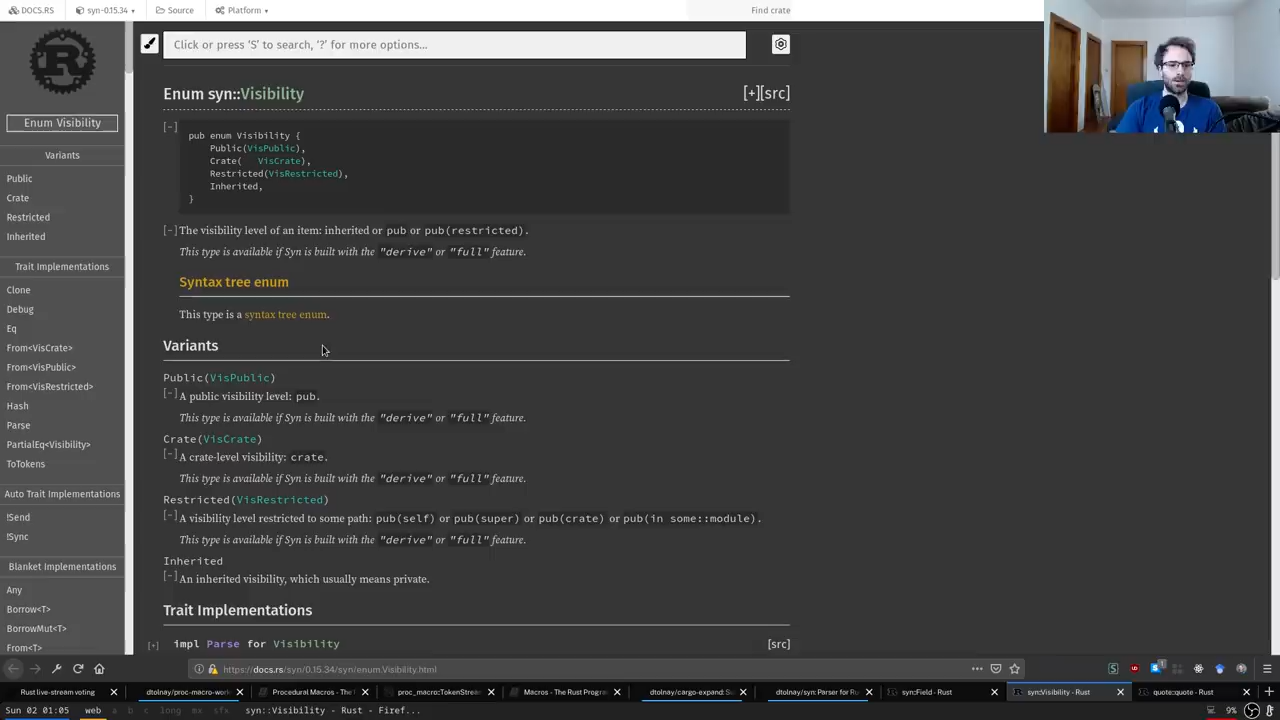 DOCS.RS
syn-0.15.34
Source
Platform
Find crate
Click or press ‘S’ to search, ‘?’ for more options…
Enum Visibility
Variants
Public
Crate
Restricted
Inherited
Trait Implementations
Clone
Debug
Eq
From<VisCrate>
From<VisPublic>
From<VisRestricted>
Hash
Parse
PartialEq<Visibility>
ToTokens
Auto Trait Implementations
!Send
!Sync
Blanket Implementations
Any
Borrow<T>
BorrowMut<T>
From<T>
Enum syn::Visibility
[+][src]
[-]
pub enum Visibility {
Public(VisPublic),
Crate(   VisCrate),
Restricted(VisRestricted),
Inherited,
}
[-] The visibility level of an item: inherited or pub or pub(restricted).
This type is available if Syn is built with the "derive" or "full" feature.
Syntax tree enum
This type is a syntax tree enum.
Variants
Public(VisPublic)
[-] A public visibility level: pub.
This type is available if Syn is built with the "derive" or "full" feature.
Crate(VisCrate)
[-] A crate-level visibility: crate.
This type is available if Syn is built with the "derive" or "full" feature.
Restricted(VisRestricted)
[-] A visibility level restricted to some path: pub(self) or pub(super) or pub(crate) or pub(in some::module).
This type is available if Syn is built with the "derive" or "full" feature.
Inherited
[-] An inherited visibility, which usually means private.
Trait Implementations
[+] impl Parse for Visibility [src]
https://docs.rs/syn/0.15.34/syn/enum.Visibility.html
Rust live-stream voting
dtolnay/proc-macro-work
Procedural Macros - The
proc_macro::TokenStream
Macros - The Rust Progr
dtolnay/cargo-expand: S
dtolnay/syn: Parser for Ru
syn::Field - Rust
syn::Visibility - Rust
quote::quote - Rust
Sun 02 01:05 web a b c long mx sfx syn::Visibility - Rust - Firef...
9%